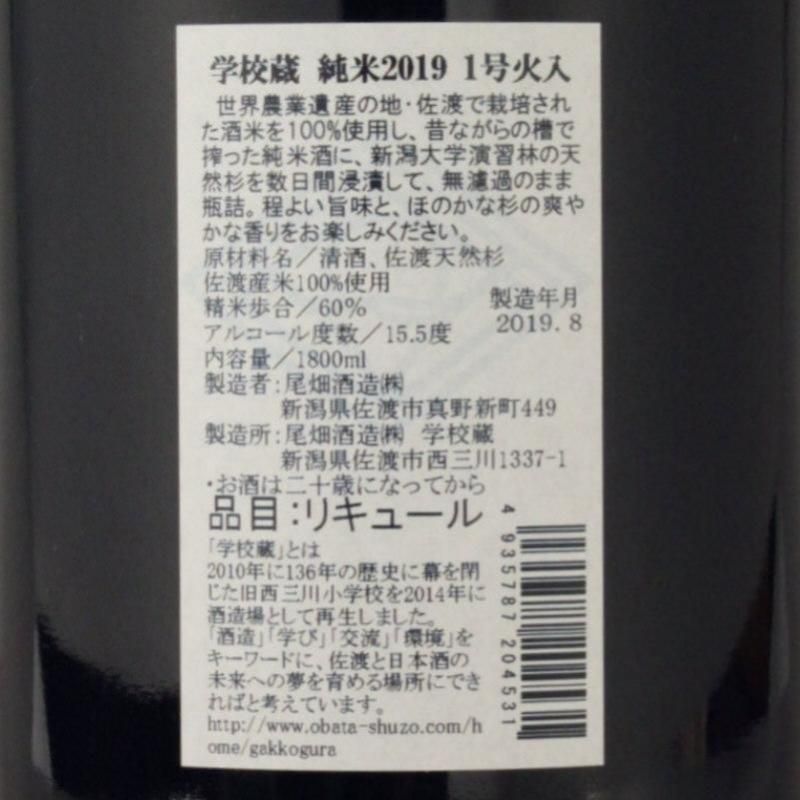 学校蔵 純米2019 1号火入
世界農業遺産の地・佐渡で栽培され
た酒米を100%使用し、昔ながらの槽で
搾った純米酒に、新潟大学演習林の天
然杉を数日間浸漬して、無濾過のまま
瓶詰。程よい旨味と、ほのかな杉の爽や
かな香りをお楽しみください。
原材料名／清酒、佐渡天然杉
佐渡産米100%使用
精米歩合／60%
アルコール度数／15.5度
内容量／1800ml
製造年月
2019.8
製造者:尾畑酒造㈱
新潟県佐渡市真野新町449
製造所:尾畑酒造㈱ 学校蔵
新潟県佐渡市西三川1337-1
・お酒は二十歳になってから
品目:リキュール
「学校蔵」とは
2010年に136年の歴史に幕を閉
じた旧西三川小学校を2014年に
酒造場として再生しました。
「酒造」「学び」「交流」「環境」を
キーワードに、佐渡と日本酒の
未来への夢を育める場所にでき
ればと考えています。
http://www.obata-shuzo.com/h
ome/gakkogura
4 935787 204531